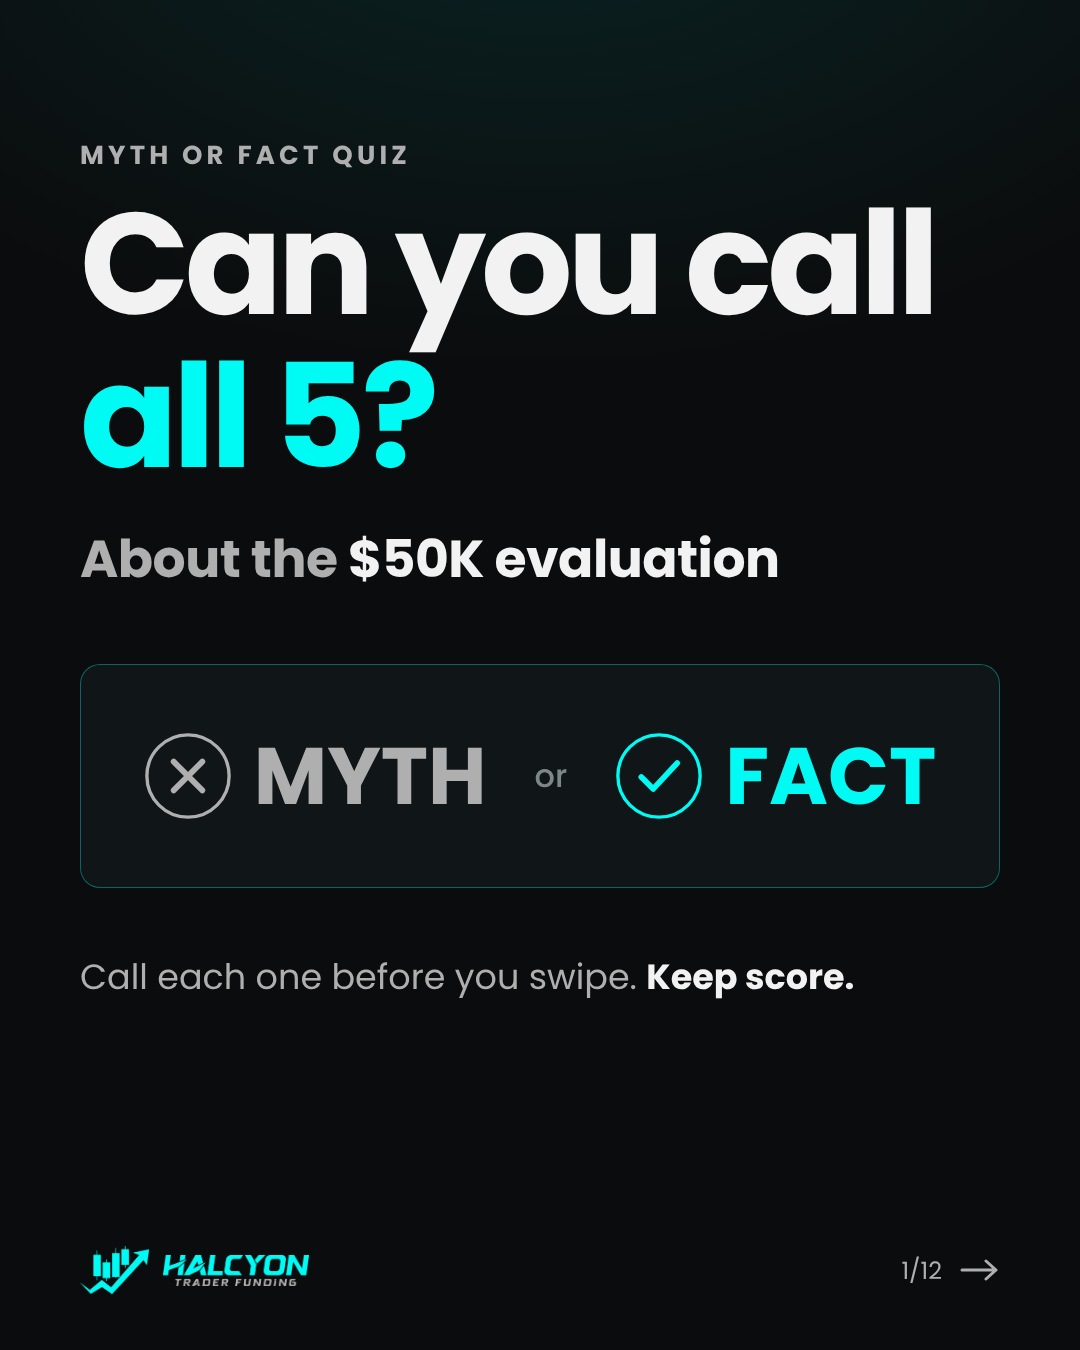 MYTH OR FACT QUIZ
Can you call
all 5?
About the $50K evaluation
MYTH or FACT
Call each one before you swipe. Keep score.
HALCYON
TRADER FUNDING
1/12